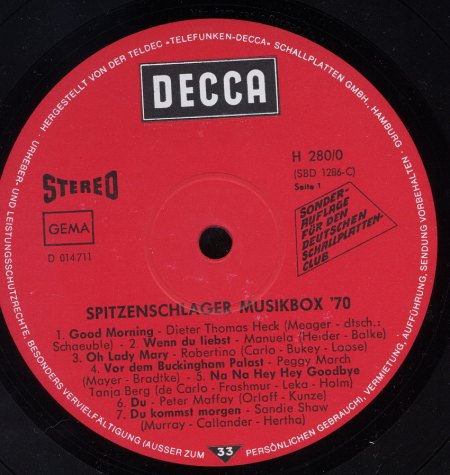 HERGESTELLT VON DER TELDEC »TELEFUNKEN-DECCA« SCHALLPLATTEN GMBH., HAMBURG -
DECCA
H 280/0
(SBD 1286-C)
Seite 1
STEREO
GEMA
D 014711
SONDER-
AUFLAGE
FÜR DEN
DEUTSCHEN
SCHALLPLATTEN-
CLUB
SPITZENSCHLAGER MUSIKBOX '70
1. Good Morning - Dieter Thomas Heck (Meager - dtsch.:
Schaeuble) - 2. Wenn du liebst - Manuela (Heider - Balke)
3. Oh Lady Mary - Robertino (Carlo - Bukey - Loose)
4. Vor dem Buckingham Palast - Peggy March
(Mayer - Bradtke) - 5. Na Na Hey Hey Goodbye
Tanja Berg (de Carlo - Frashmur - Leka - Holm)
6. Du - Peter Maffay (Orloff - Kunze)
7. Du kommst morgen - Sandie Shaw
(Murray - Callander - Hertha)
URHEBER- UND LEISTUNGSSCHUTZRECHTE, BESONDERS VERVIELFÄLTIGUNG (AUSSER ZUM
33
PERSÖNLICHEN GEBRAUCH), VERMIETUNG, AUFFÜHRUNG, SENDUNG VORBEHALTEN.